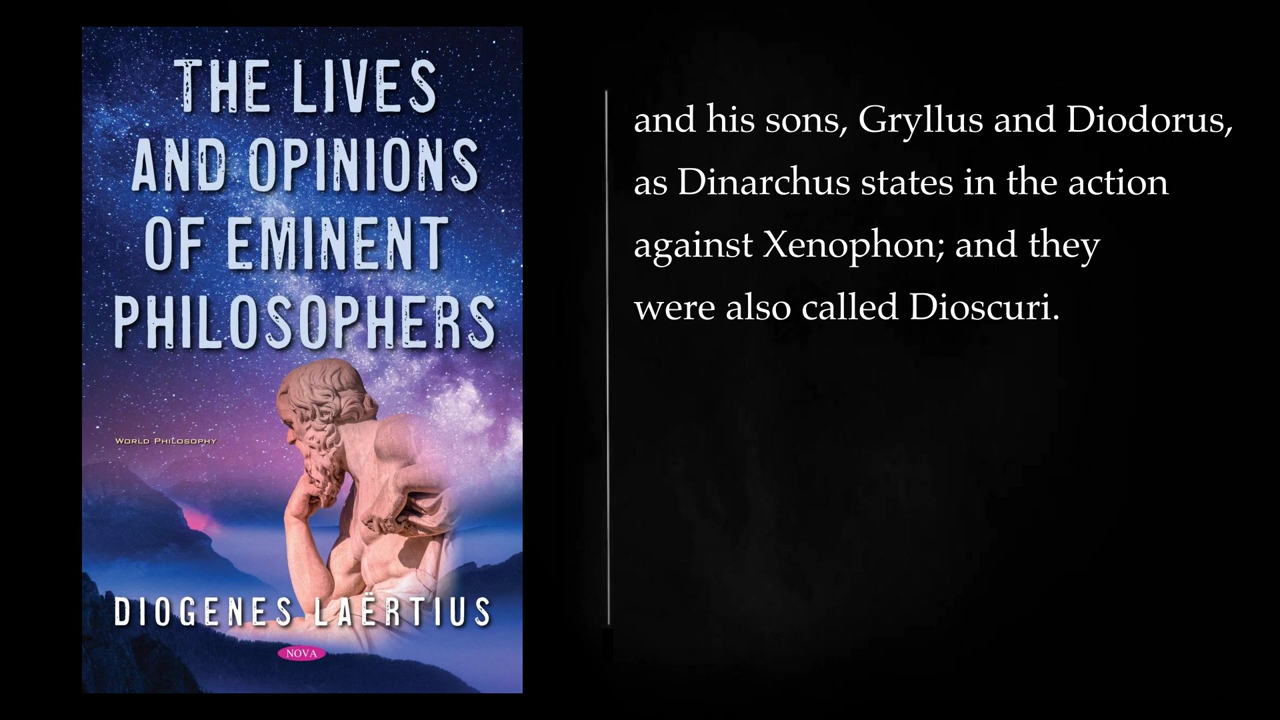 THE LIVES
AND OPINIONS
OF EMINENT
PHILOSOPHERS
WORLD PHILOSOPHY
DIOGENES LAËRTIUS
NOVA
and his sons, Gryllus and Diodorus,
as Dinarchus states in the action
against Xenophon; and they
were also called Dioscuri.